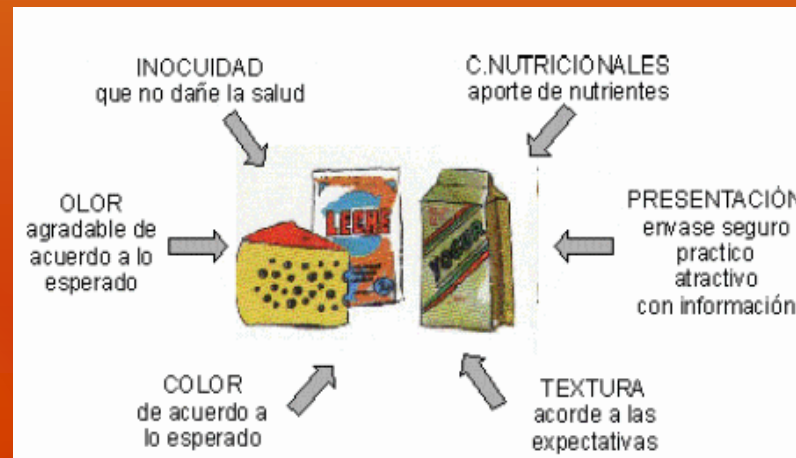 INOCUIDAD
que no dañe la salud
C.NUTRICIONALES
aporte de nutrientes
OLOR
agradable de
acuerdo a lo
esperado
LECHE
YOGUR
PRESENTACIÓN
envase seguro
practico
atractivo
con información
COLOR
de acuerdo a
lo esperado
TEXTURA
acorde a las
expectativas